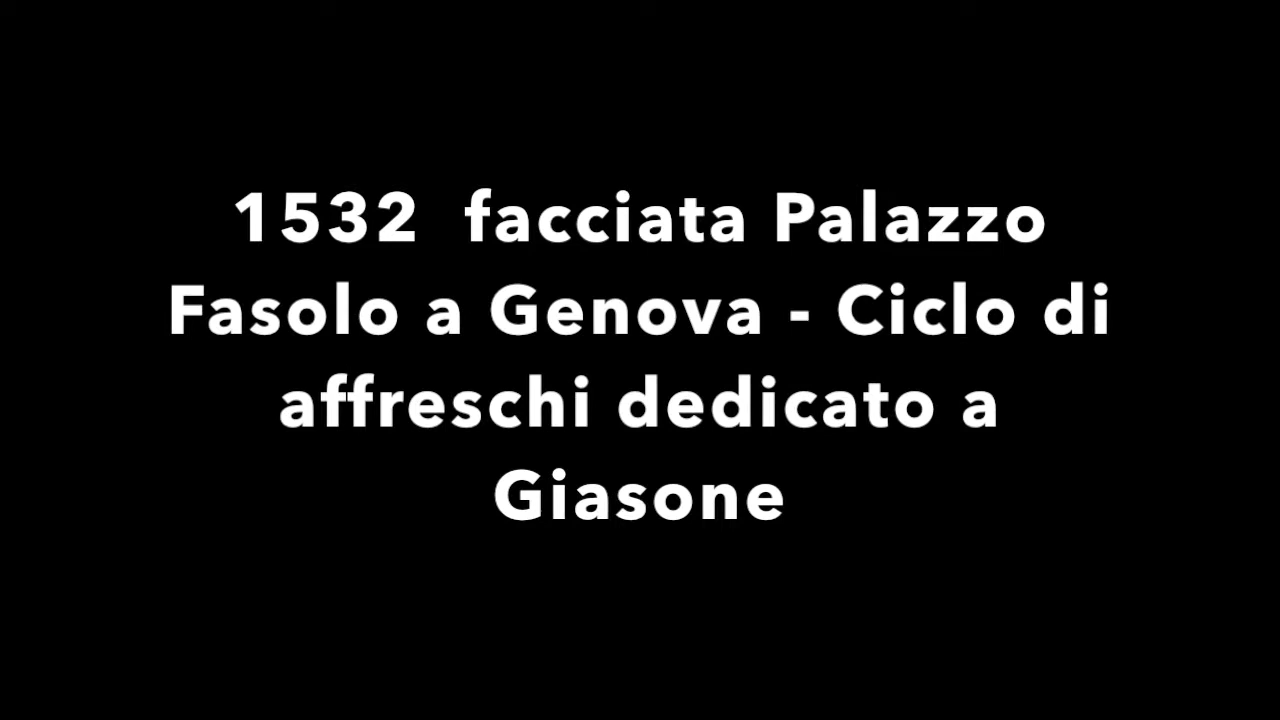 1532  facciata Palazzo
Fasolo a Genova - Ciclo di
affreschi dedicato a
Giasone